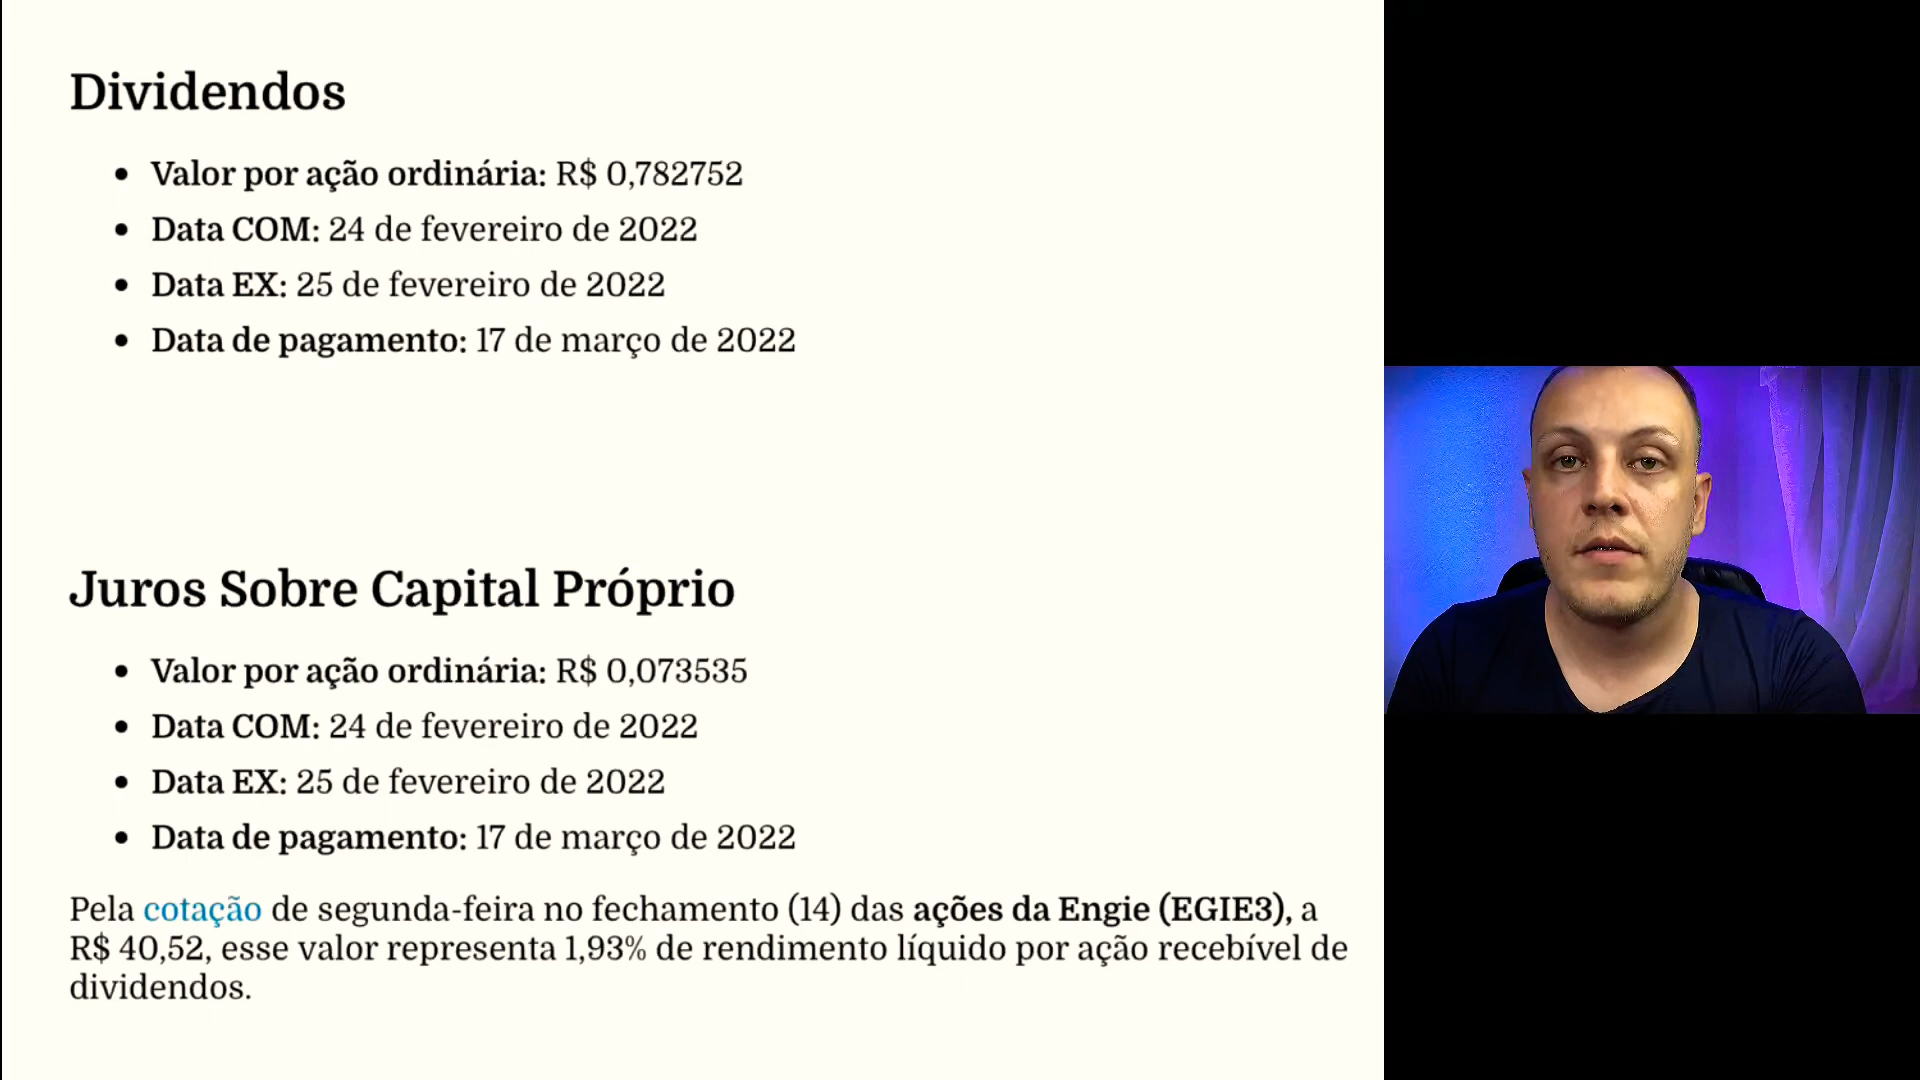 Dividendos
• Valor por ação ordinária: R$ 0,782752
• Data COM: 24 de fevereiro de 2022
• Data EX: 25 de fevereiro de 2022
• Data de pagamento: 17 de março de 2022
Juros Sobre Capital Próprio
• Valor por ação ordinária: R$ 0,073535
• Data COM: 24 de fevereiro de 2022
• Data EX: 25 de fevereiro de 2022
• Data de pagamento: 17 de março de 2022
Pela cotação de segunda-feira no fechamento (14) das ações da Engie (EGIE3), a
R$ 40,52, esse valor representa 1,93% de rendimento líquido por ação recebível de
dividendos.